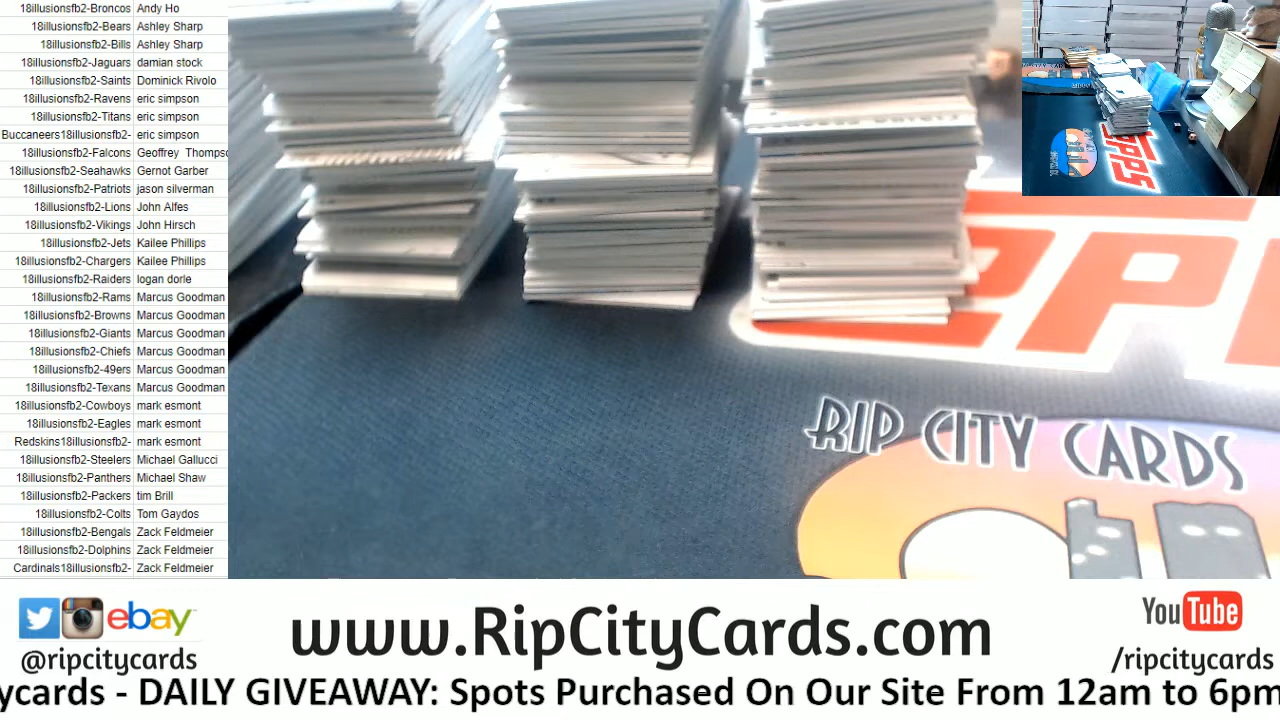 18illusionsfb2-Broncos Andy Ho
18illusionsfb2-Bears Ashley Sharp
18illusionsfb2-Bills Ashley Sharp
18illusionsfb2-Jaguars damian stock
18illusionsfb2-Saints Dominick Rivolo
18illusionsfb2-Ravens eric simpson
18illusionsfb2-Titans eric simpson
Buccaneers18illusionsfb2- eric simpson
18illusionsfb2-Falcons Geoffrey Thompso
18illusionsfb2-Seahawks Gernot Garber
18illusionsfb2-Patriots jason silverman
18illusionsfb2-Lions John Alfes
18illusionsfb2-Vikings John Hirsch
18illusionsfb2-Jets Kailee Phillips
18illusionsfb2-Chargers Kailee Phillips
18illusionsfb2-Raiders logan dorle
18illusionsfb2-Rams Marcus Goodman
18illusionsfb2-Browns Marcus Goodman
18illusionsfb2-Giants Marcus Goodman
18illusionsfb2-Chiefs Marcus Goodman
18illusionsfb2-49ers Marcus Goodman
18illusionsfb2-Texans Marcus Goodman
18illusionsfb2-Cowboys mark esmont
18illusionsfb2-Eagles mark esmont
Redskins18illusionsfb2- mark esmont
18illusionsfb2-Steelers Michael Gallucci
18illusionsfb2-Panthers Michael Shaw
18illusionsfb2-Packers tim Brill
18illusionsfb2-Colts Tom Gaydos
18illusionsfb2-Bengals Zack Feldmeier
18illusionsfb2-Dolphins Zack Feldmeier
Cardinals18illusionsfb2- Zack Feldmeier
RIP CITY CARDS
ebay
@ripcitycards
www.RipCityCards.com
YouTube
/ripcitycards
ycards - DAILY GIVEAWAY: Spots Purchased On Our Site From 12am to 6pm